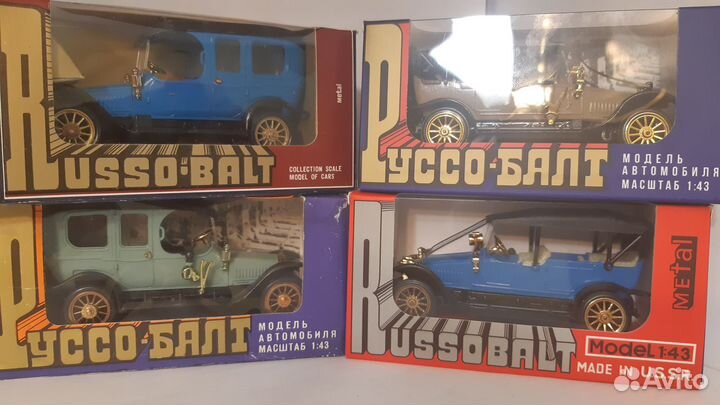 RUSSO-BALT
Metal
COLLECTION SCALE
MODEL OF CARS
РУССО-БАЛТ
МОДЕЛЬ
АВТОМОБИЛЯ
МАСШТАБ 1:43
РУССО-БАЛТ
МОДЕЛЬ
АВТОМОБИЛЯ
МАСШТАБ 1:43
RUSSOBALT
Metal
Model 1:43
MADE IN U.S.S.R.
Avito